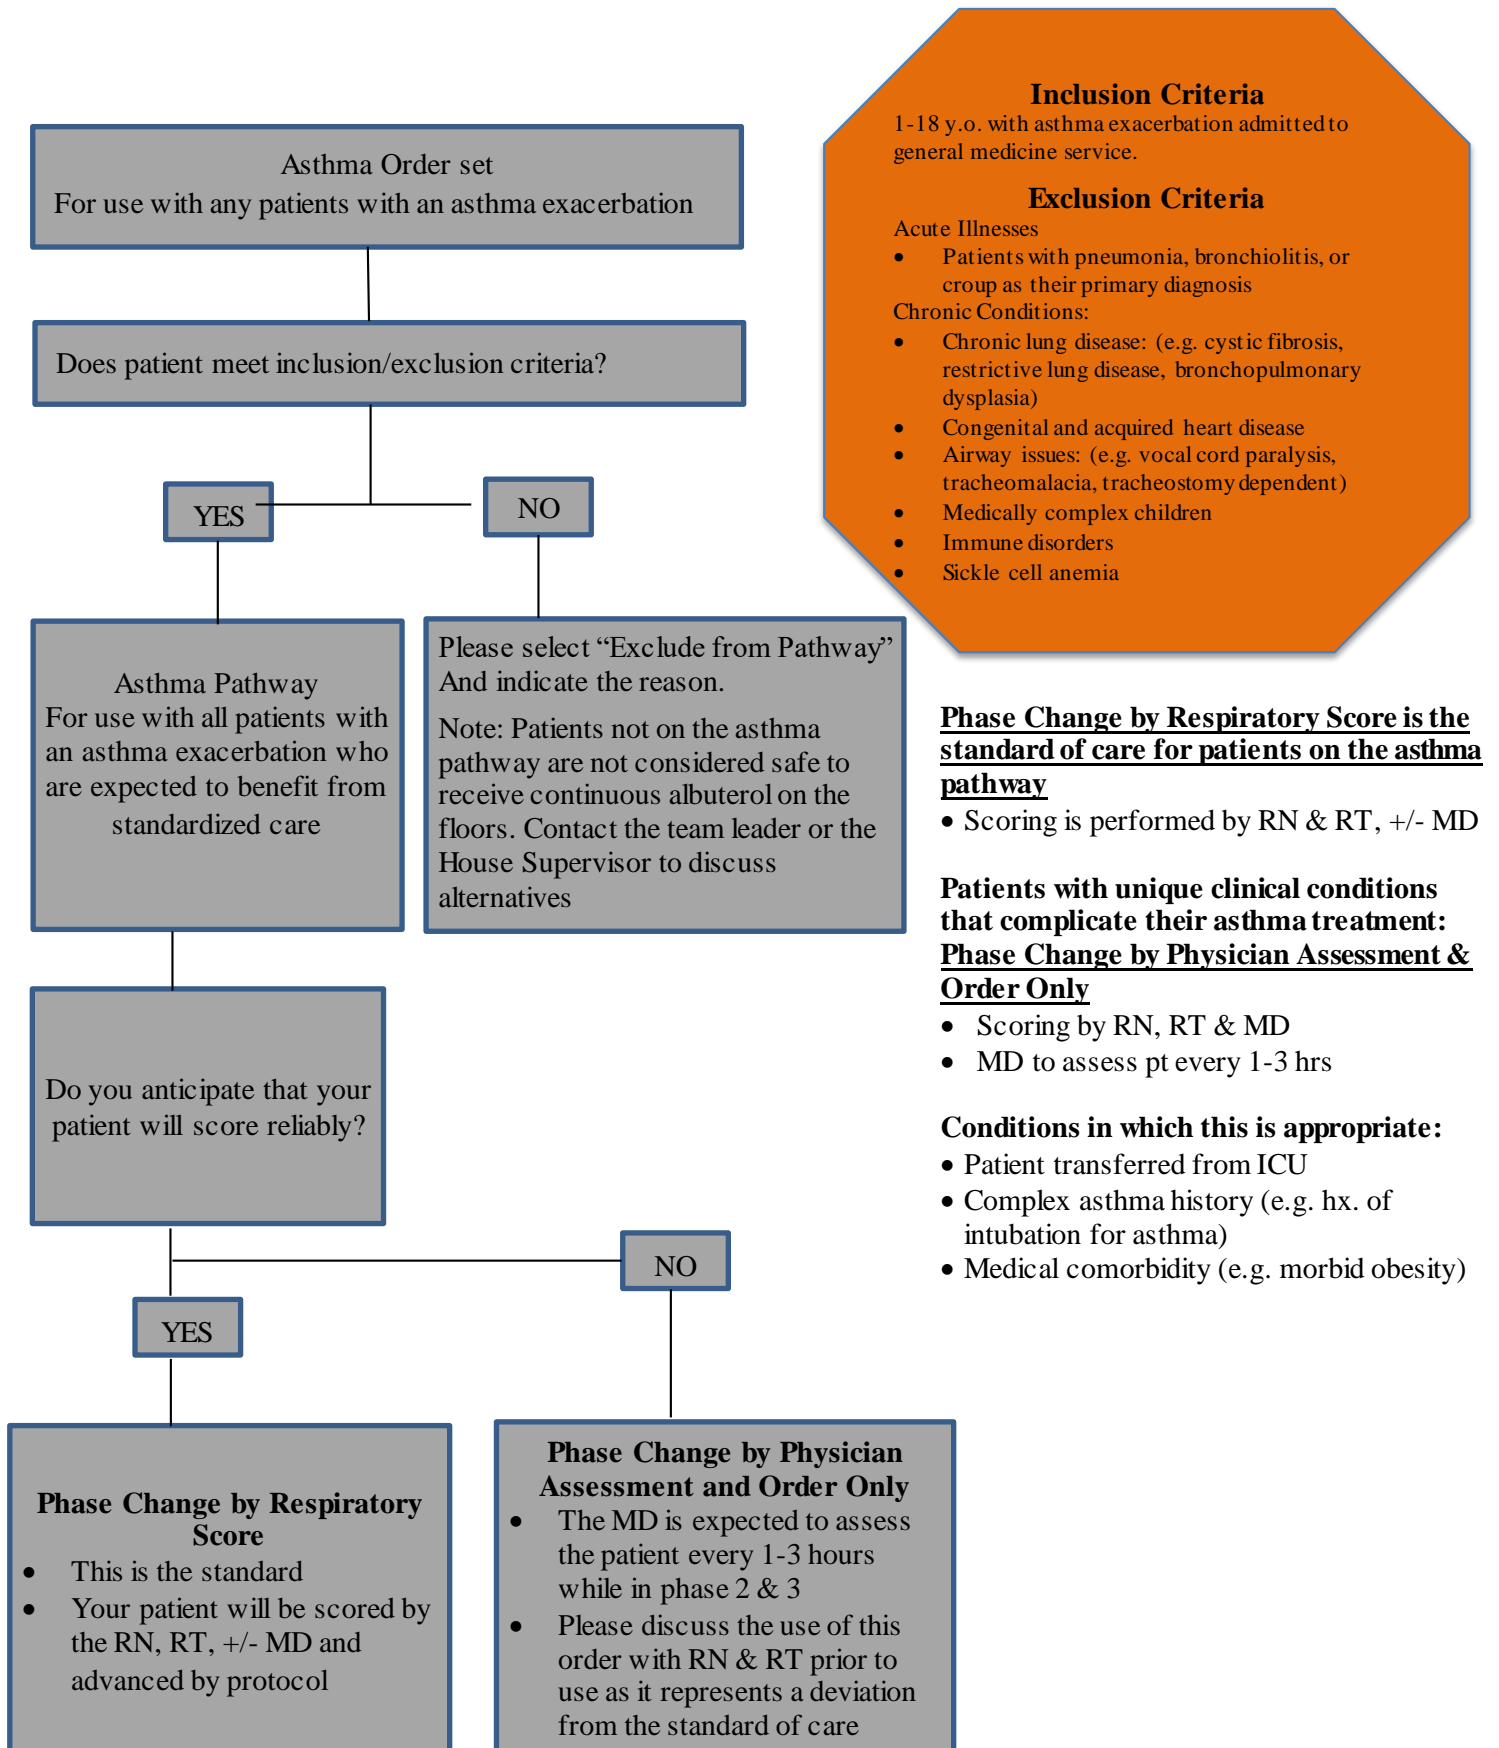 Asthma Order set
For use with any patients with an asthma exacerbation
Does patient meet inclusion/exclusion criteria?
YES
NO
Asthma Pathway
For use with all patients with
an asthma exacerbation who
are expected to benefit from
standardized care
Please select “Exclude from Pathway”
And indicate the reason.
Note: Patients not on the asthma
pathway are not considered safe to
receive continuous albuterol on the
floors. Contact the team leader or the
House Supervisor to discuss
alternatives
Do you anticipate that your
patient will score reliably?
YES
NO
Phase Change by Respiratory
Score
• This is the standard
• Your patient will be scored by
the RN, RT, +/- MD and
advanced by protocol
Phase Change by Physician
Assessment and Order Only
• The MD is expected to assess
the patient every 1-3 hours
while in phase 2 & 3
• Please discuss the use of this
order with RN & RT prior to
use as it represents a deviation
from the standard of care
Inclusion Criteria
1-18 y.o. with asthma exacerbation admitted to
general medicine service.
Exclusion Criteria
Acute Illnesses
• Patients with pneumonia, bronchiolitis, or
croup as their primary diagnosis
Chronic Conditions:
• Chronic lung disease: (e.g. cystic fibrosis,
restrictive lung disease, bronchopulmonary
dysplasia)
• Congenital and acquired heart disease
• Airway issues: (e.g. vocal cord paralysis,
tracheomalacia, tracheostomy dependent)
• Medically complex children
• Immune disorders
• Sickle cell anemia
Phase Change by Respiratory Score is the
standard of care for patients on the asthma
pathway
• Scoring is performed by RN & RT, +/- MD
Patients with unique clinical conditions
that complicate their asthma treatment:
Phase Change by Physician Assessment &
Order Only
• Scoring by RN, RT & MD
• MD to assess pt every 1-3 hrs
Conditions in which this is appropriate:
• Patient transferred from ICU
• Complex asthma history (e.g. hx. of
intubation for asthma)
• Medical comorbidity (e.g. morbid obesity)